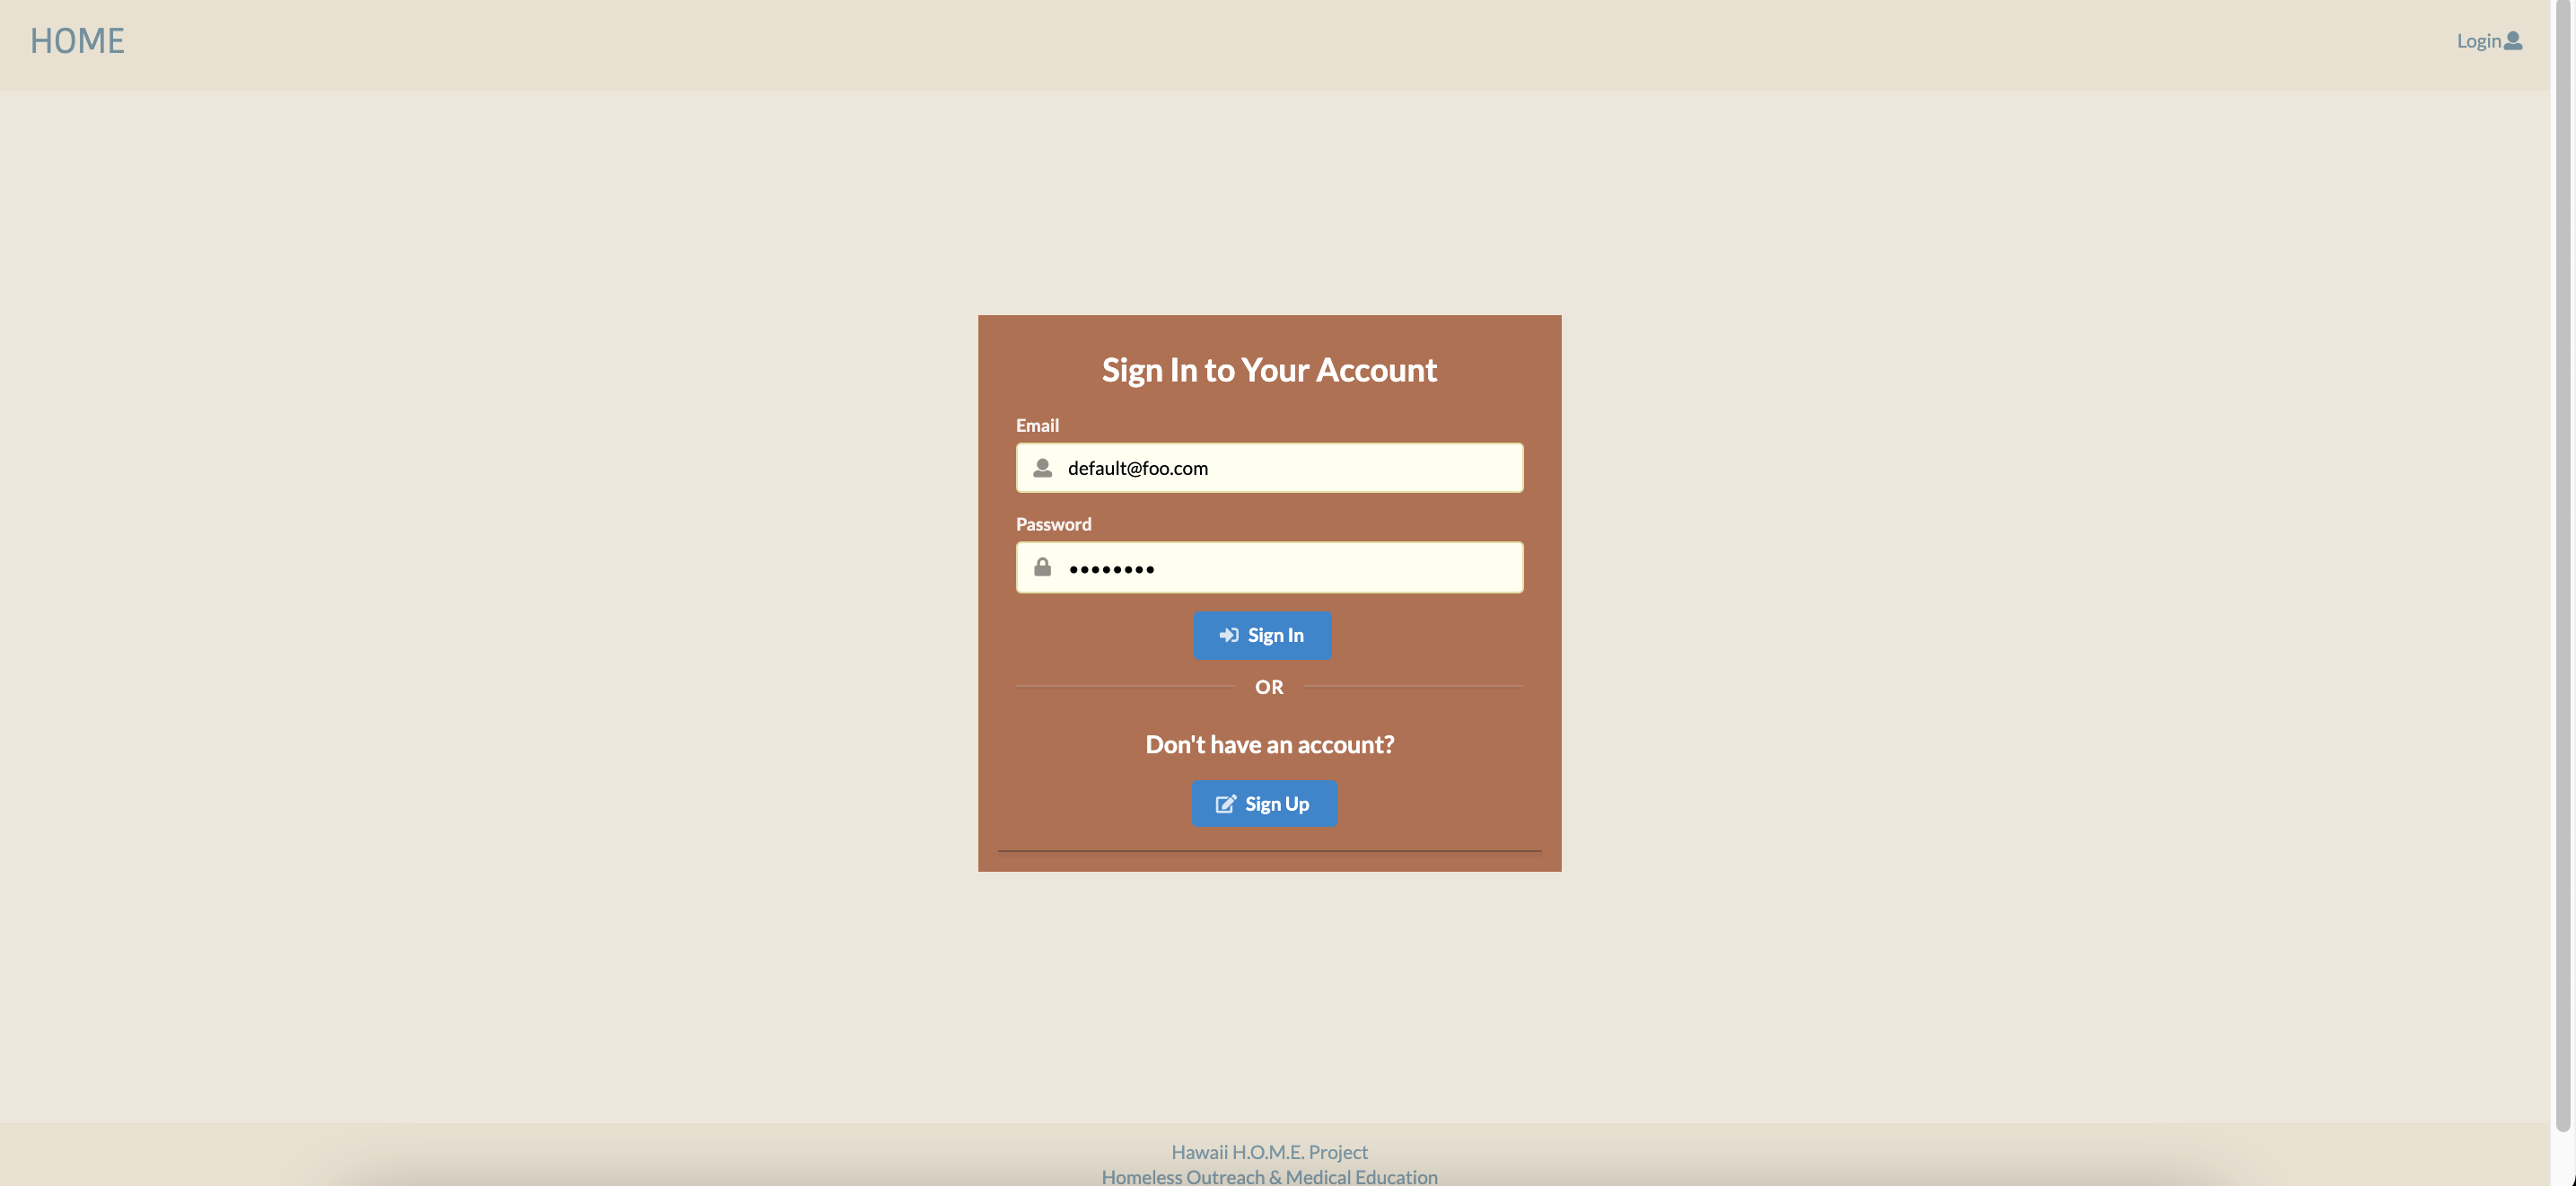 HOME
Login
Sign In to Your Account
Email
default@foo.com
Password
••••••••
Sign In
OR
Don't have an account?
Sign Up
Hawaii H.O.M.E. Project
Homeless Outreach & Medical Education